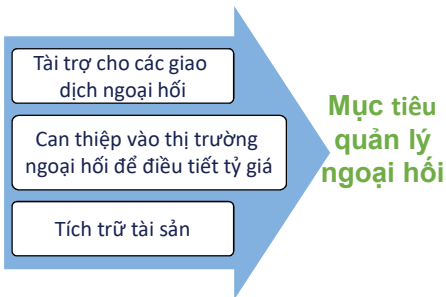 Tài trợ cho các giao
dịch ngoại hối
Can thiệp vào thị trường
ngoại hối để điều tiết tỷ giá
Tích trữ tài sản
Mục tiêu
quản lý
ngoại hối